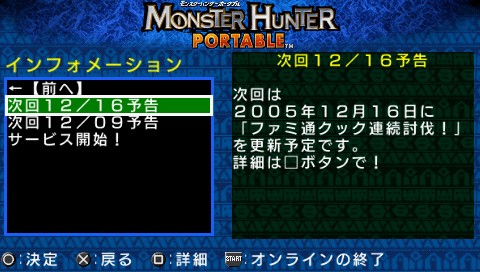 モンスターハンターポータブル
MONSTER HUNTER
PORTABLE™
インフォメーション
←【前へ】
次回12/16予告
次回12/09予告
サービス開始!
次回12/16予告
次回は
2005年12月16日に
「ファミ通クック連続討伐!」
を更新予定です。
詳細は□ボタンで!
○:決定 ×:戻る □:詳細 START:オンラインの終了